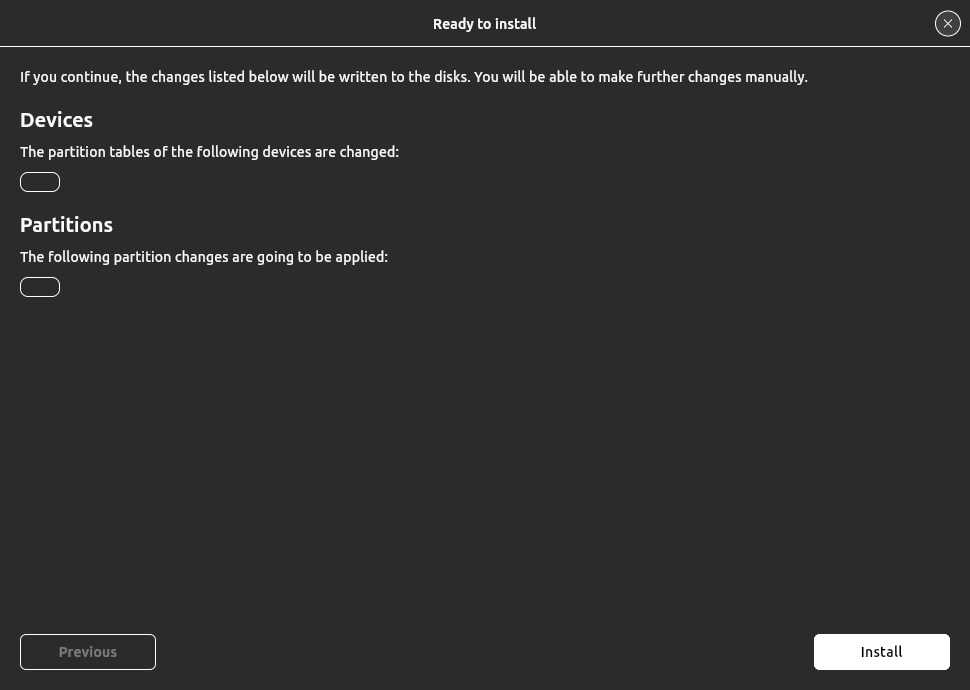 Ready to install
If you continue, the changes listed below will be written to the disks. You will be able to make further changes manually.
Devices
The partition tables of the following devices are changed:
Partitions
The following partition changes are going to be applied:
Previous
Install